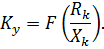 K_y = F(R_k / X_k).